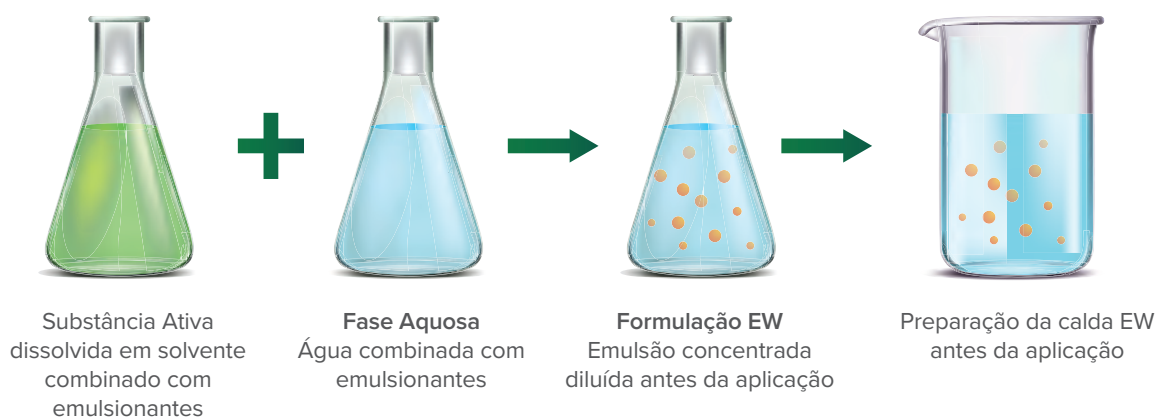 Substância Ativa
dissolvida em solvente
combinado com
emulsionantes
Fase Aquosa
Água combinada com
emulsionantes
Formulação EW
Emulsão concentrada
diluída antes da aplicação
Preparação da calda EW
antes da aplicação